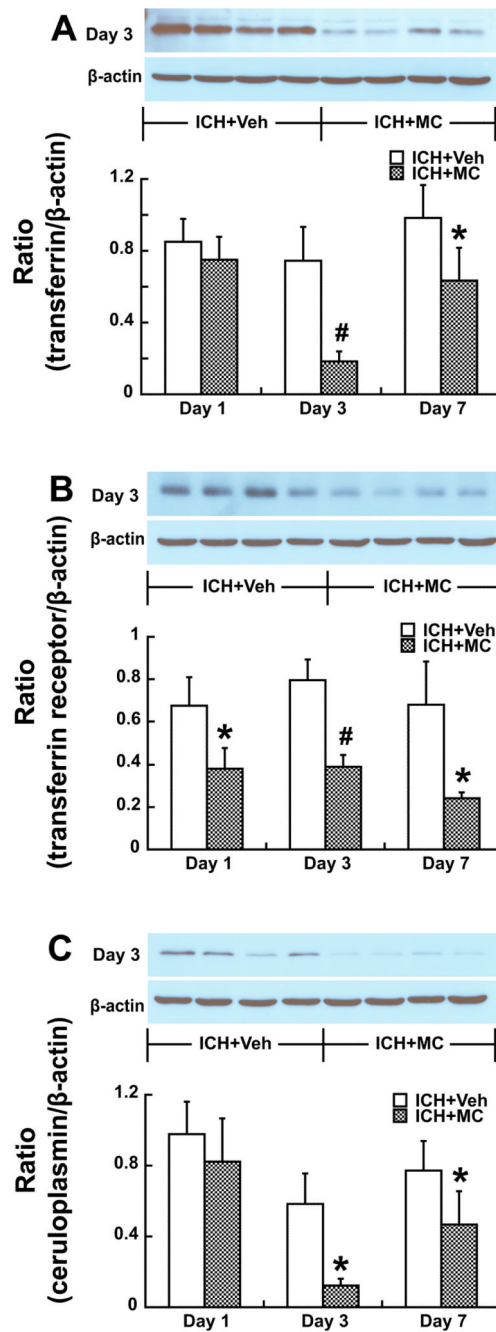 A
Day 3
β-actin
ICH+Veh ICH+MC
ICH+Veh
ICH+MC
Ratio
(transferrin/β-actin)
1.2
0.8
0.4
0
#
*
Day 1 Day 3 Day 7
B
Day 3
β-actin
ICH+Veh ICH+MC
ICH+Veh
ICH+MC
Ratio
(transferrin receptor/β-actin)
1
0.8
0.6
0.4
0.2
0
*
#
*
Day 1 Day 3 Day 7
C
Day 3
β-actin
ICH+Veh ICH+MC
ICH+Veh
ICH+MC
Ratio
(ceruloplasmin/β-actin)
1.2
0.8
0.4
0
*
*
Day 1 Day 3 Day 7